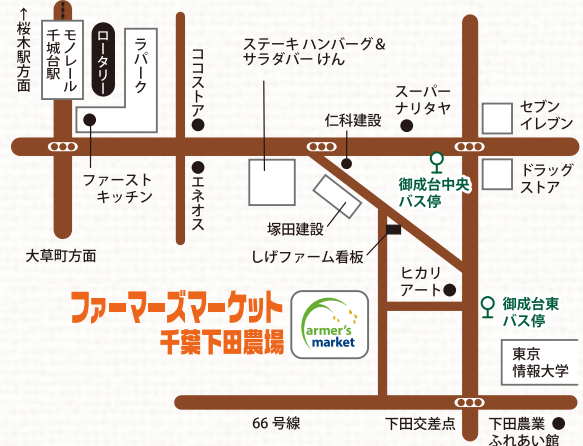 ←桜木駅方面
モノレール
千城台駅
ロータリー
ラパーク
ココストア
ステーキ ハンバーグ&
サラダバー けん
仁科建設
スーパー
ナリタヤ
セブン
イレブン
ファースト
キッチン
エネオス
御成台中央
バス停
ドラッグ
ストア
塚田建設
大草町方面
しげファーム看板
ヒカリ
アート
御成台東
バス停
ファーマーズマーケット
千葉下田農場
armer's
market
東京
情報大学
66 号線
下田交差点
下田農業
ふれあい館